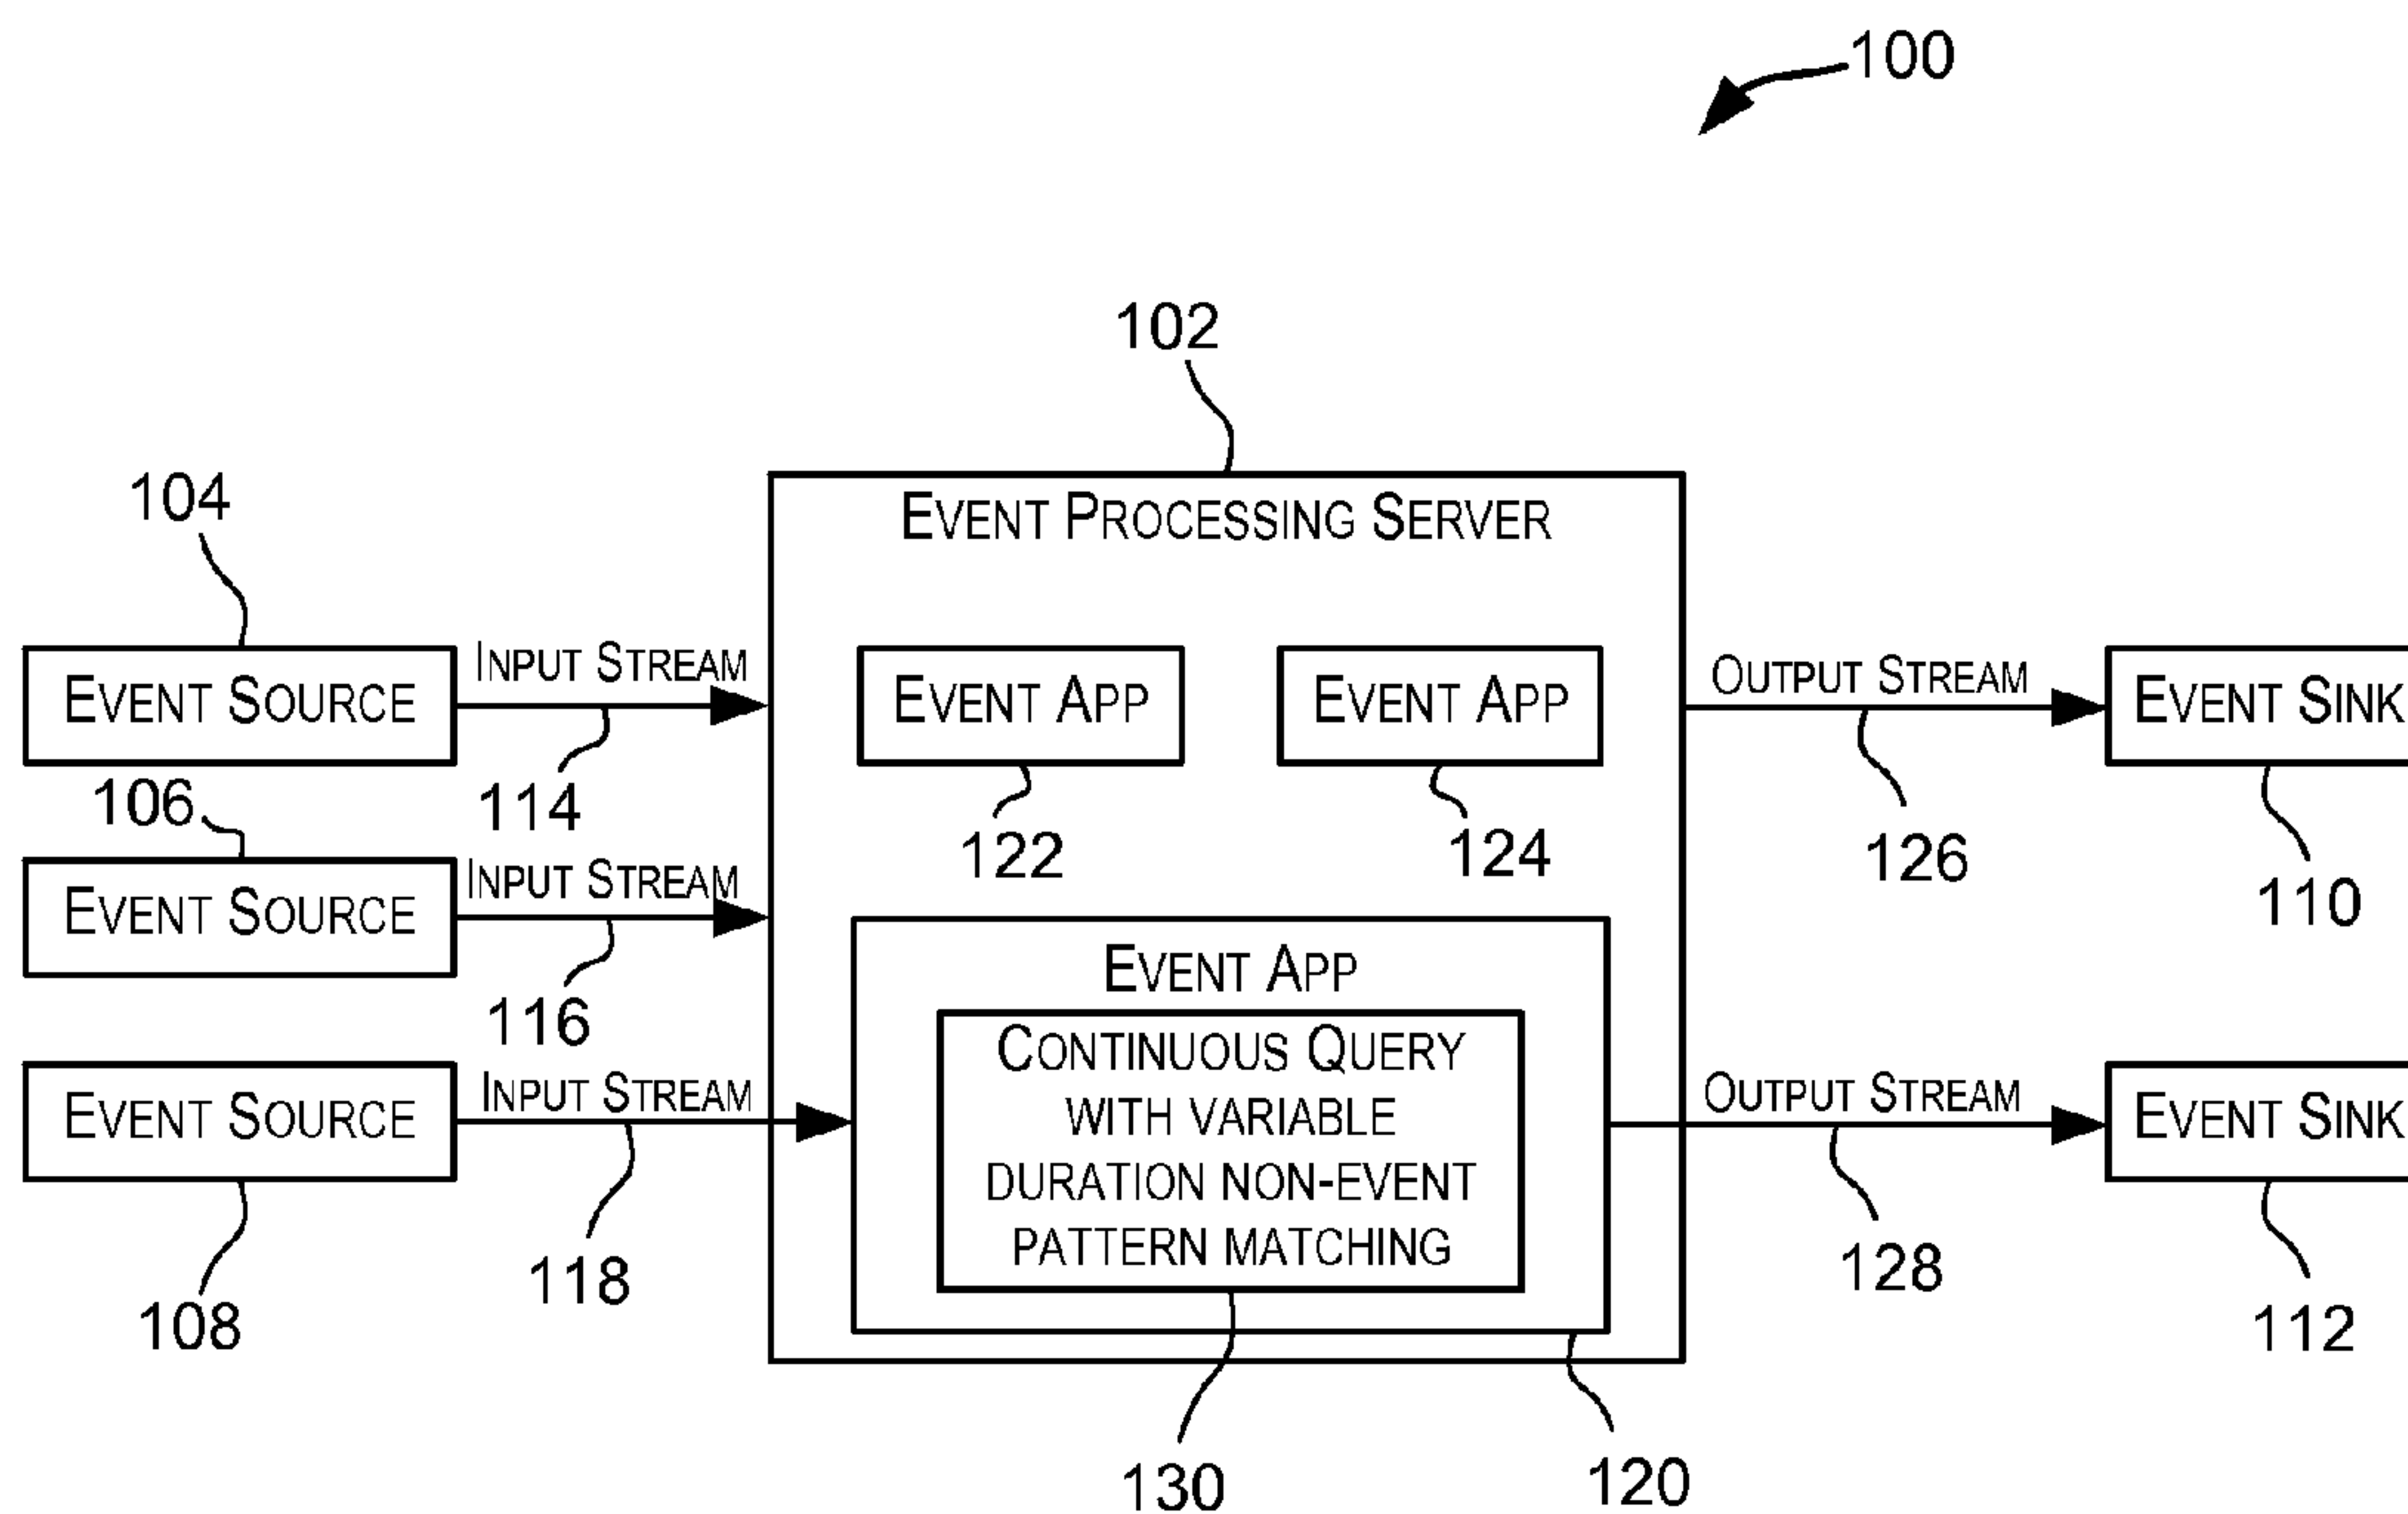 100
102
EVENT PROCESSING SERVER
104
EVENT SOURCE
INPUT STREAM
114
EVENT APP
122
EVENT APP
124
OUTPUT STREAM
126
EVENT SINK
110
106
EVENT SOURCE
INPUT STREAM
116
EVENT SOURCE
108
INPUT STREAM
118
EVENT APP
CONTINUOUS QUERY
WITH VARIABLE
DURATION NON-EVENT
PATTERN MATCHING
130
120
OUTPUT STREAM
128
EVENT SINK
112